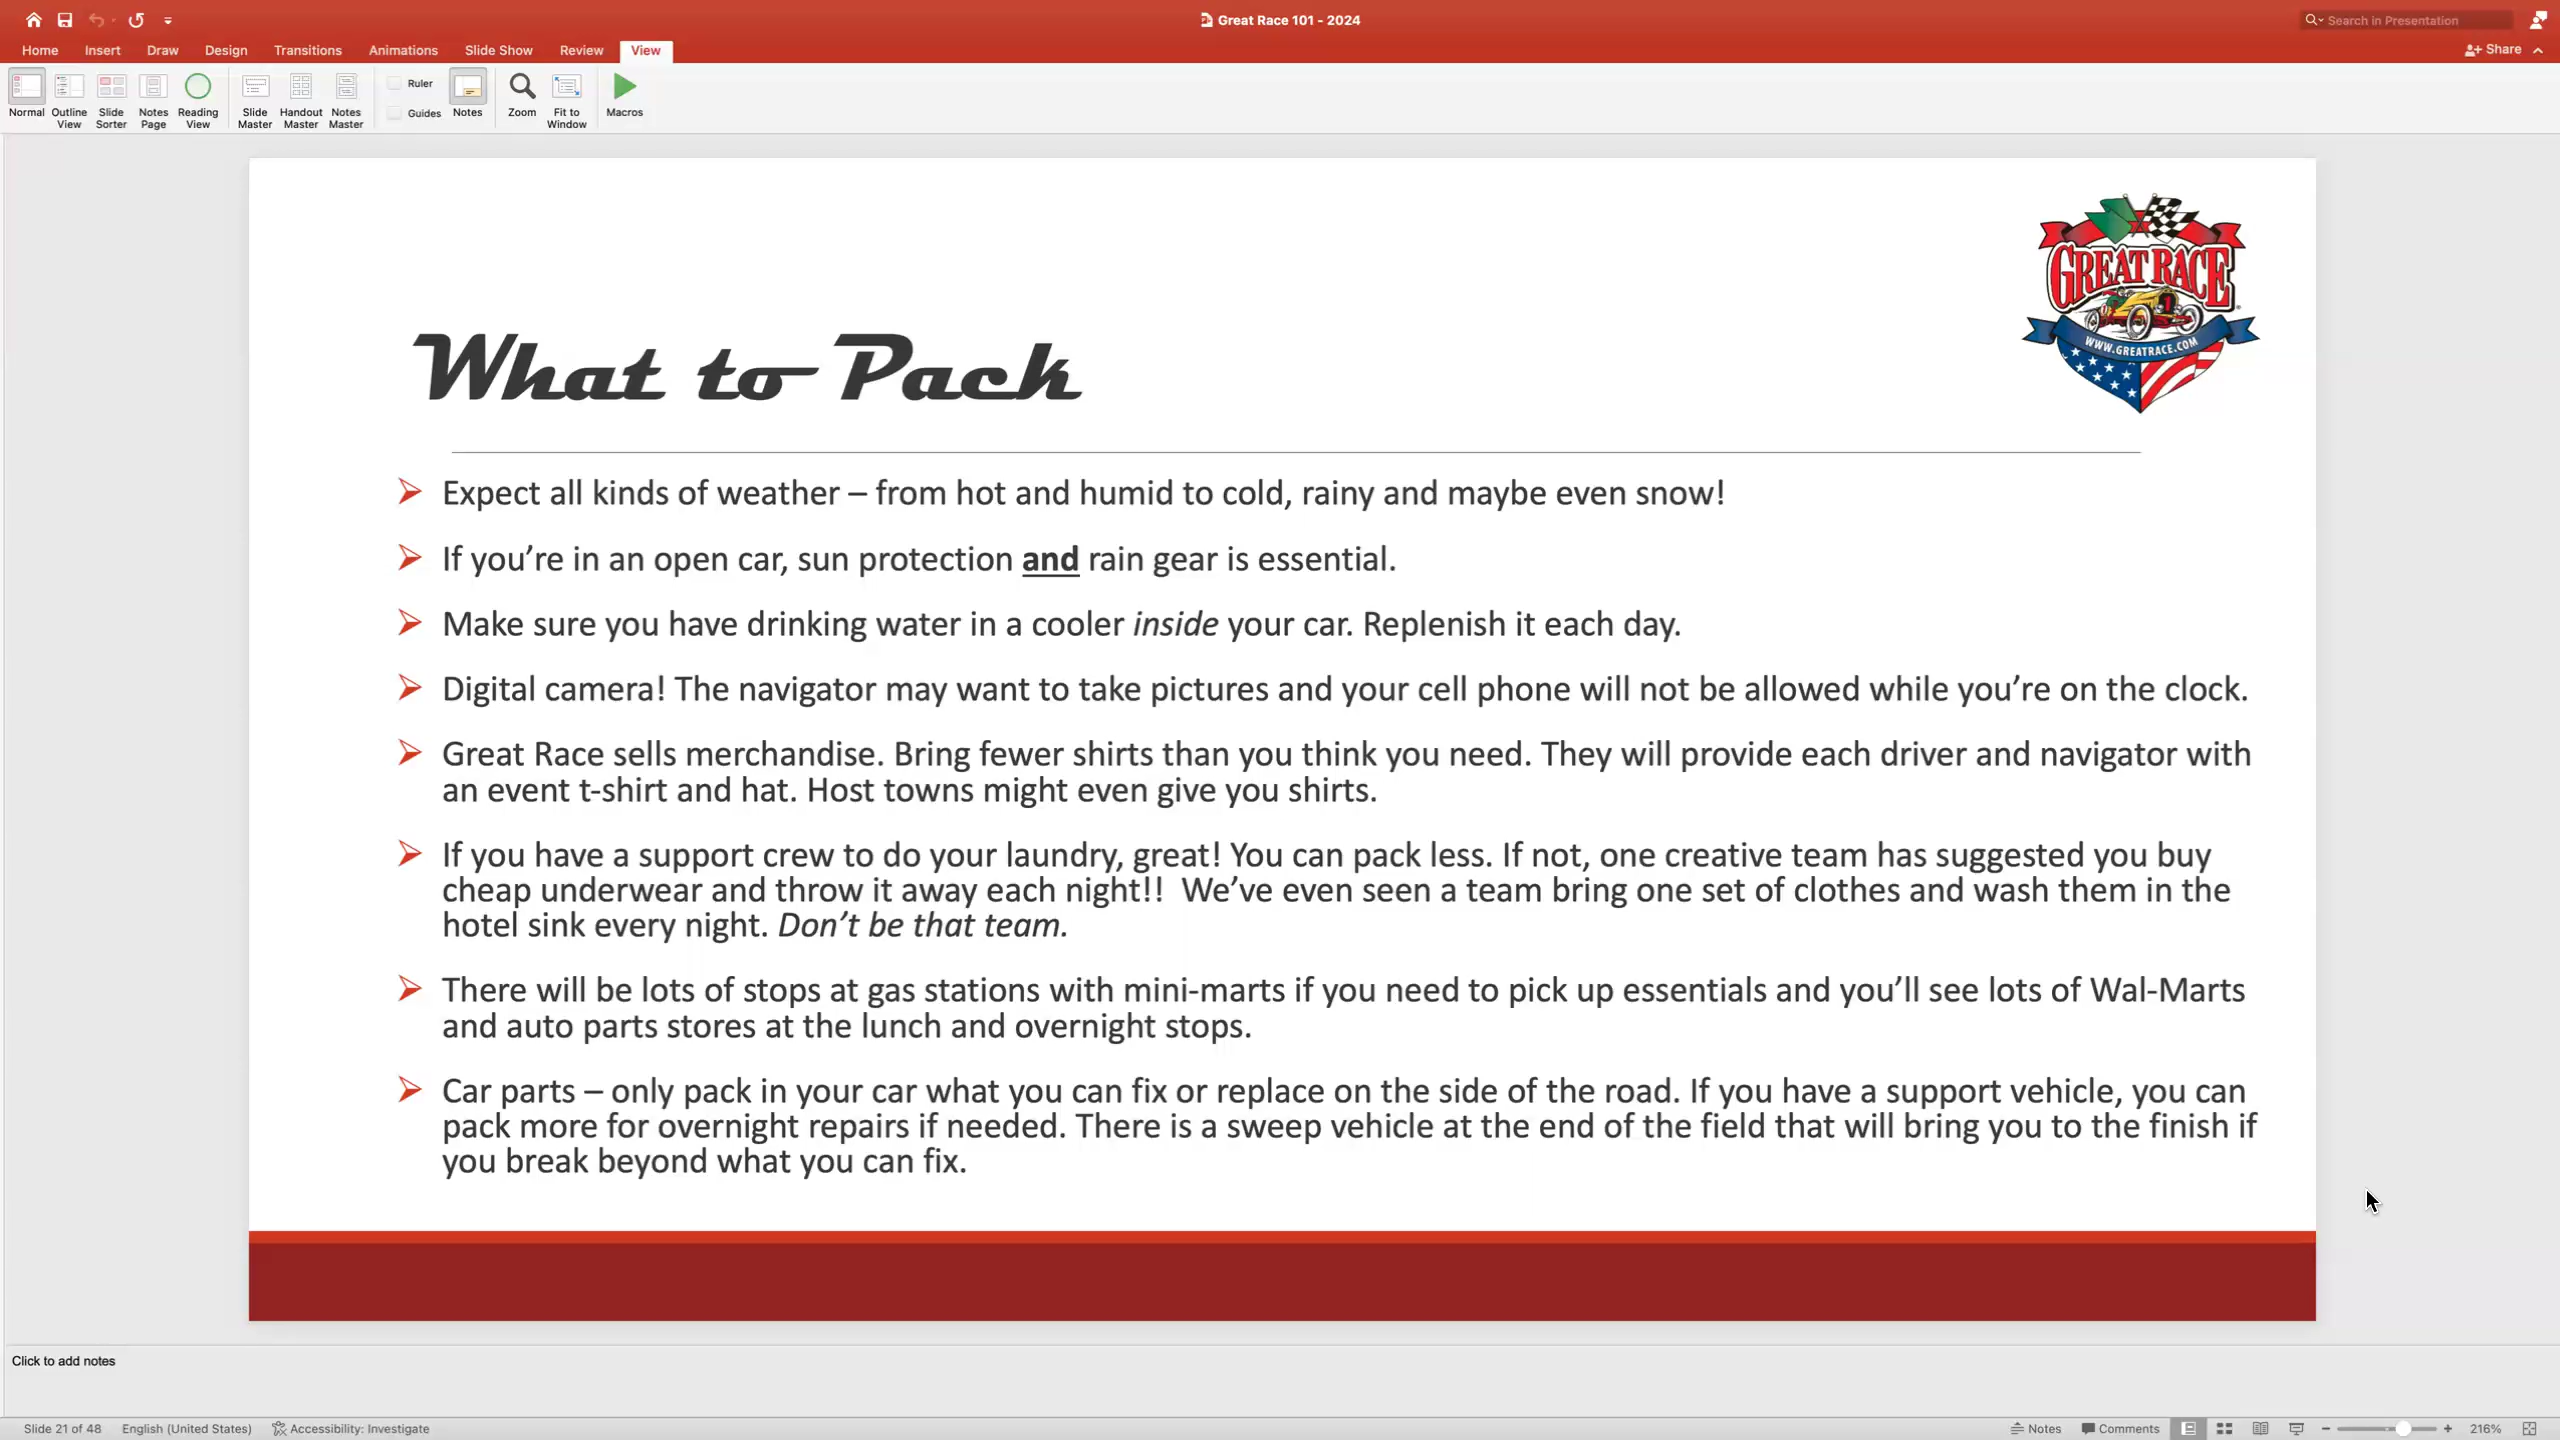 Great Race 101 - 2024
Search in Presentation
Home Insert Draw Design Transitions Animations Slide Show Review View
Share
Ruler
Guides
Normal Outline View Slide Sorter Notes Page Reading View Slide Master Handout Master Notes Master Notes Zoom Fit to Window Macros
GREAT RACE
1
WWW.GREATRACE.COM
What to Pack
Expect all kinds of weather – from hot and humid to cold, rainy and maybe even snow!
If you’re in an open car, sun protection and rain gear is essential.
Make sure you have drinking water in a cooler inside your car. Replenish it each day.
Digital camera! The navigator may want to take pictures and your cell phone will not be allowed while you’re on the clock.
Great Race sells merchandise. Bring fewer shirts than you think you need. They will provide each driver and navigator with
an event t-shirt and hat. Host towns might even give you shirts.
If you have a support crew to do your laundry, great! You can pack less. If not, one creative team has suggested you buy
cheap underwear and throw it away each night!!  We’ve even seen a team bring one set of clothes and wash them in the
hotel sink every night. Don’t be that team.
There will be lots of stops at gas stations with mini-marts if you need to pick up essentials and you’ll see lots of Wal-Marts
and auto parts stores at the lunch and overnight stops.
Car parts – only pack in your car what you can fix or replace on the side of the road. If you have a support vehicle, you can
pack more for overnight repairs if needed. There is a sweep vehicle at the end of the field that will bring you to the finish if
you break beyond what you can fix.
Click to add notes
Slide 21 of 48 English (United States) Accessibility: Investigate Notes Comments 216%